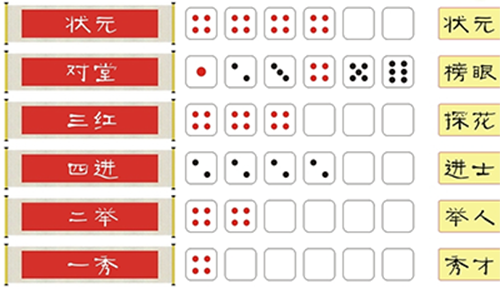 状元 状元
对堂 榜眼
三红 探花
四进 进士
二举 举人
一秀 秀才